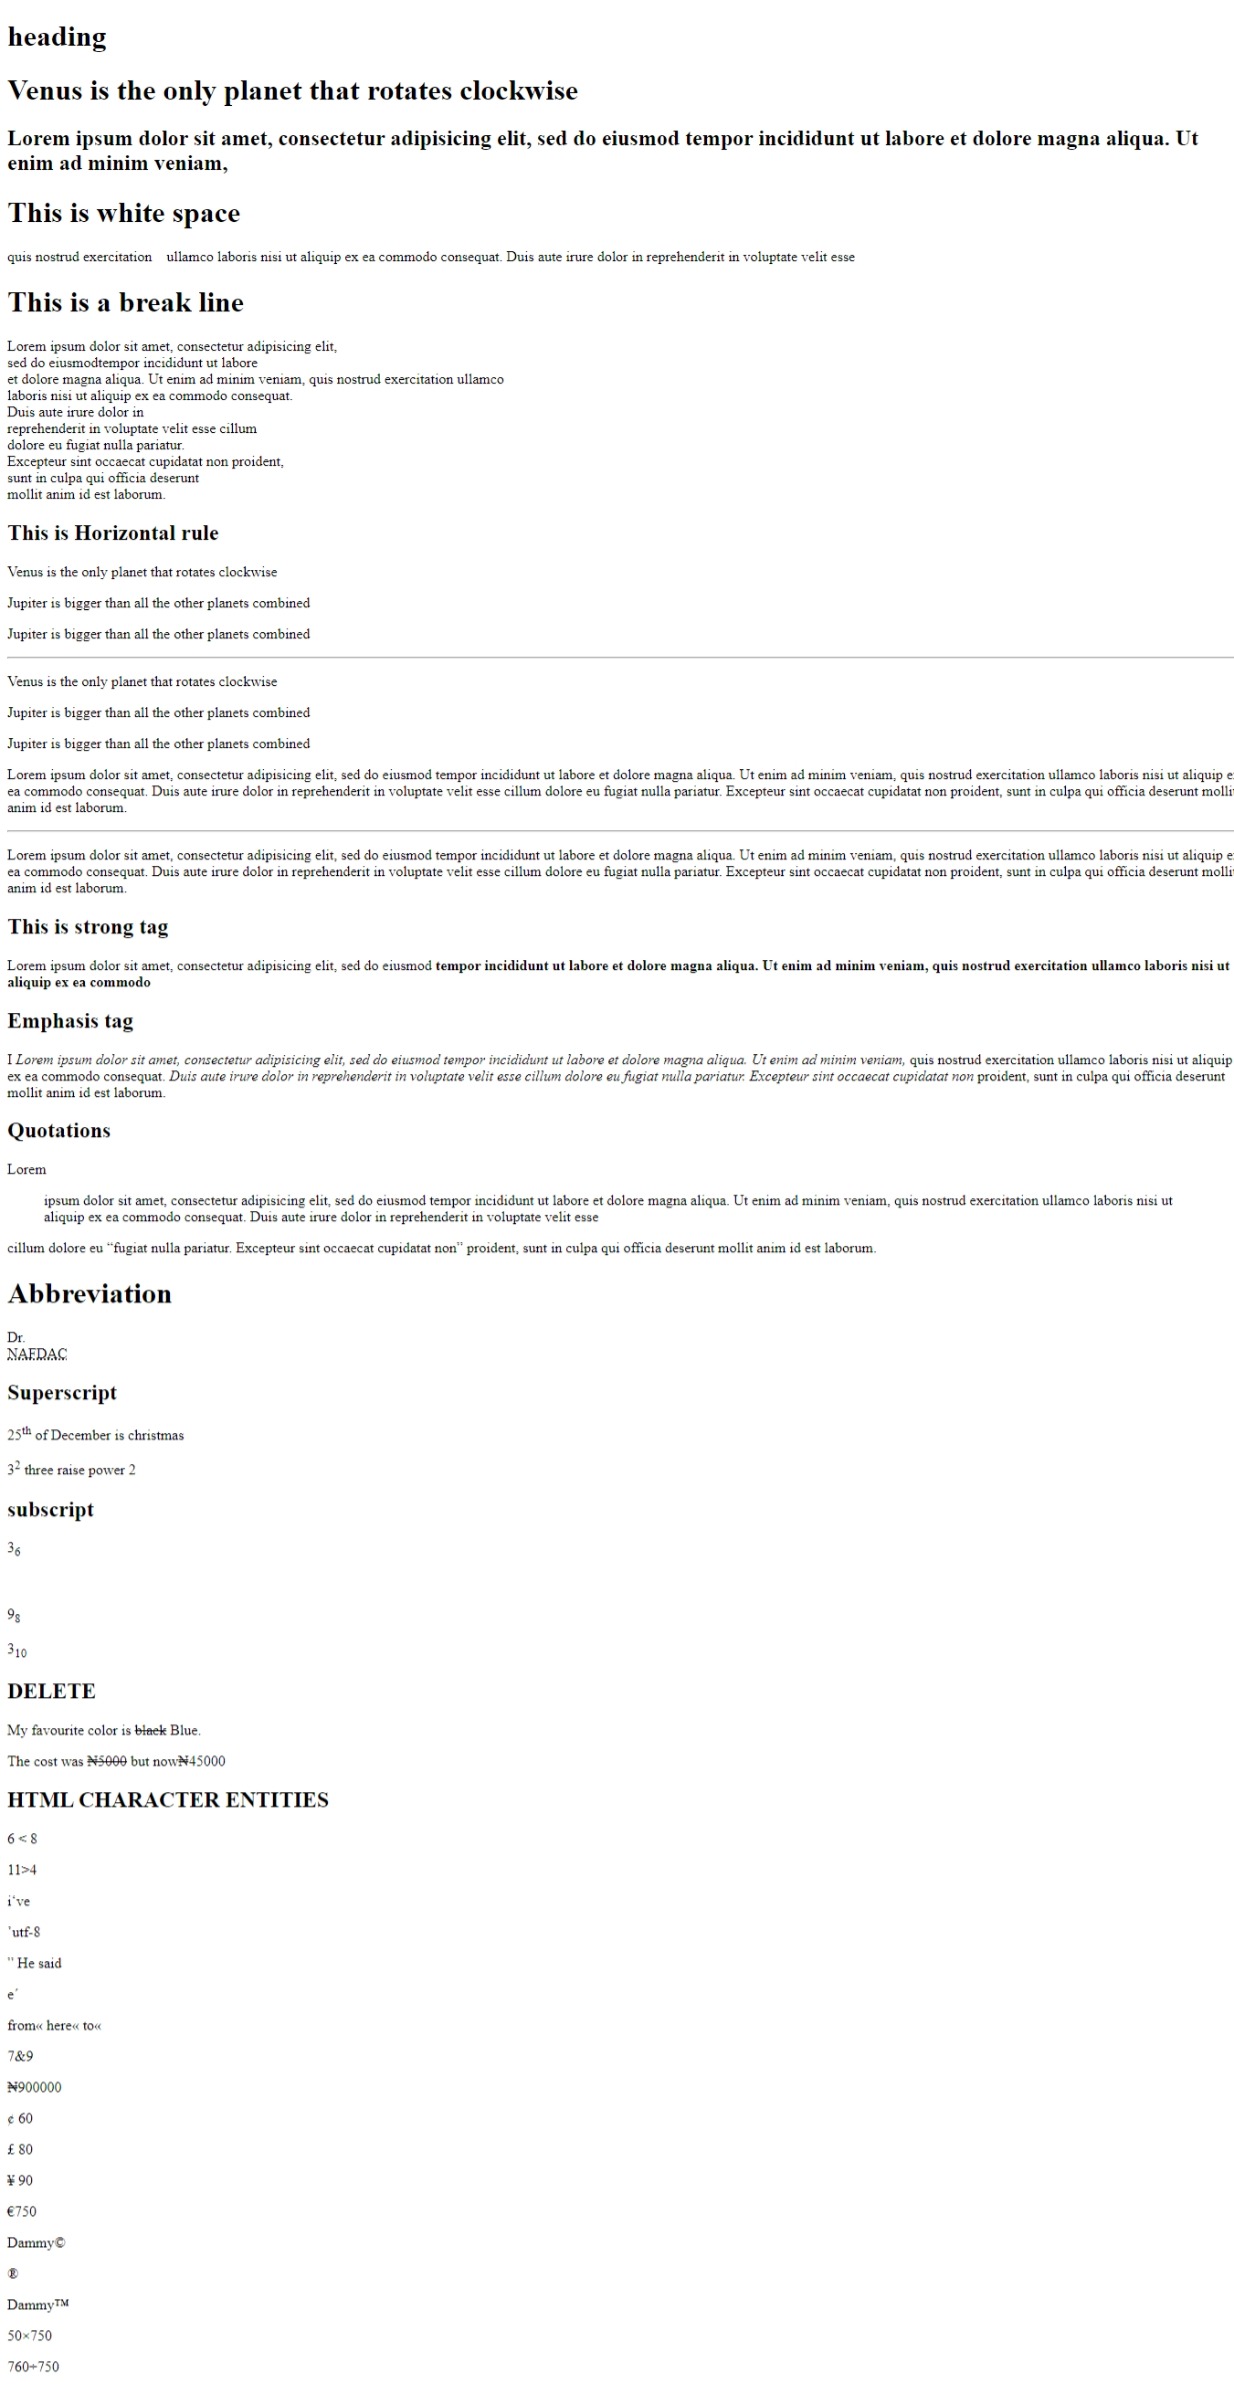 heading
Venus is the only planet that rotates clockwise
Lorem ipsum dolor sit amet, consectetur adipisicing elit, sed do eiusmod tempor incididunt ut labore et dolore magna aliqua. Ut
enim ad minim veniam,
This is white space
quis nostrud exercitation    ullamco laboris nisi ut aliquip ex ea commodo consequat. Duis aute irure dolor in reprehenderit in voluptate velit esse
This is a break line
Lorem ipsum dolor sit amet, consectetur adipisicing elit,
sed do eiusmodtempor incididunt ut labore
et dolore magna aliqua. Ut enim ad minim veniam, quis nostrud exercitation ullamco
laboris nisi ut aliquip ex ea commodo consequat.
Duis aute irure dolor in
reprehenderit in voluptate velit esse cillum
dolore eu fugiat nulla pariatur.
Excepteur sint occaecat cupidatat non proident,
sunt in culpa qui officia deserunt
mollit anim id est laborum.
This is Horizontal rule
Venus is the only planet that rotates clockwise
Jupiter is bigger than all the other planets combined
Jupiter is bigger than all the other planets combined
Venus is the only planet that rotates clockwise
Jupiter is bigger than all the other planets combined
Jupiter is bigger than all the other planets combined
Lorem ipsum dolor sit amet, consectetur adipisicing elit, sed do eiusmod tempor incididunt ut labore et dolore magna aliqua. Ut enim ad minim veniam, quis nostrud exercitation ullamco laboris nisi ut aliquip e
ea commodo consequat. Duis aute irure dolor in reprehenderit in voluptate velit esse cillum dolore eu fugiat nulla pariatur. Excepteur sint occaecat cupidatat non proident, sunt in culpa qui officia deserunt molli
anim id est laborum.
Lorem ipsum dolor sit amet, consectetur adipisicing elit, sed do eiusmod tempor incididunt ut labore et dolore magna aliqua. Ut enim ad minim veniam, quis nostrud exercitation ullamco laboris nisi ut aliquip e
ea commodo consequat. Duis aute irure dolor in reprehenderit in voluptate velit esse cillum dolore eu fugiat nulla pariatur. Excepteur sint occaecat cupidatat non proident, sunt in culpa qui officia deserunt molli
anim id est laborum.
This is strong tag
Lorem ipsum dolor sit amet, consectetur adipisicing elit, sed do eiusmod tempor incididunt ut labore et dolore magna aliqua. Ut enim ad minim veniam, quis nostrud exercitation ullamco laboris nisi ut
aliquip ex ea commodo
Emphasis tag
I Lorem ipsum dolor sit amet, consectetur adipisicing elit, sed do eiusmod tempor incididunt ut labore et dolore magna aliqua. Ut enim ad minim veniam, quis nostrud exercitation ullamco laboris nisi ut aliquip
ex ea commodo consequat. Duis aute irure dolor in reprehenderit in voluptate velit esse cillum dolore eu fugiat nulla pariatur. Excepteur sint occaecat cupidatat non proident, sunt in culpa qui officia deserunt
mollit anim id est laborum.
Quotations
Lorem
ipsum dolor sit amet, consectetur adipisicing elit, sed do eiusmod tempor incididunt ut labore et dolore magna aliqua. Ut enim ad minim veniam, quis nostrud exercitation ullamco laboris nisi ut
aliquip ex ea commodo consequat. Duis aute irure dolor in reprehenderit in voluptate velit esse
cillum dolore eu “fugiat nulla pariatur. Excepteur sint occaecat cupidatat non” proident, sunt in culpa qui officia deserunt mollit anim id est laborum.
Abbreviation
Dr.
NAFDAC
Superscript
25ᵗʰ of December is christmas
3² three raise power 2
subscript
3₆
9₈
3₁₀
DELETE
My favourite color is black Blue.
The cost was ₦5000 but now₦45000
HTML CHARACTER ENTITIES
6 < 8
11>4
i‘ve
’utf-8
" He said
e´
from« here« to«
7&9
₦900000
¢ 60
£ 80
¥ 90
€750
Dammy©
®
Dammy™
50×750
760÷750